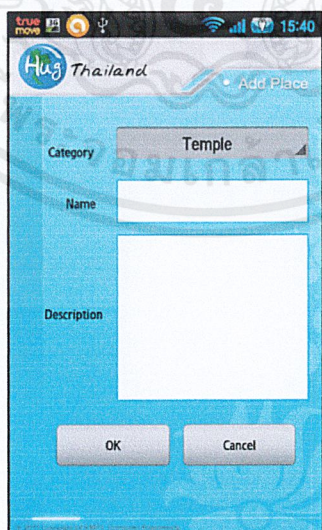 true
move 15:40
Hug Thailand
• Add Place
Category Temple
Name
Description
OK Cancel